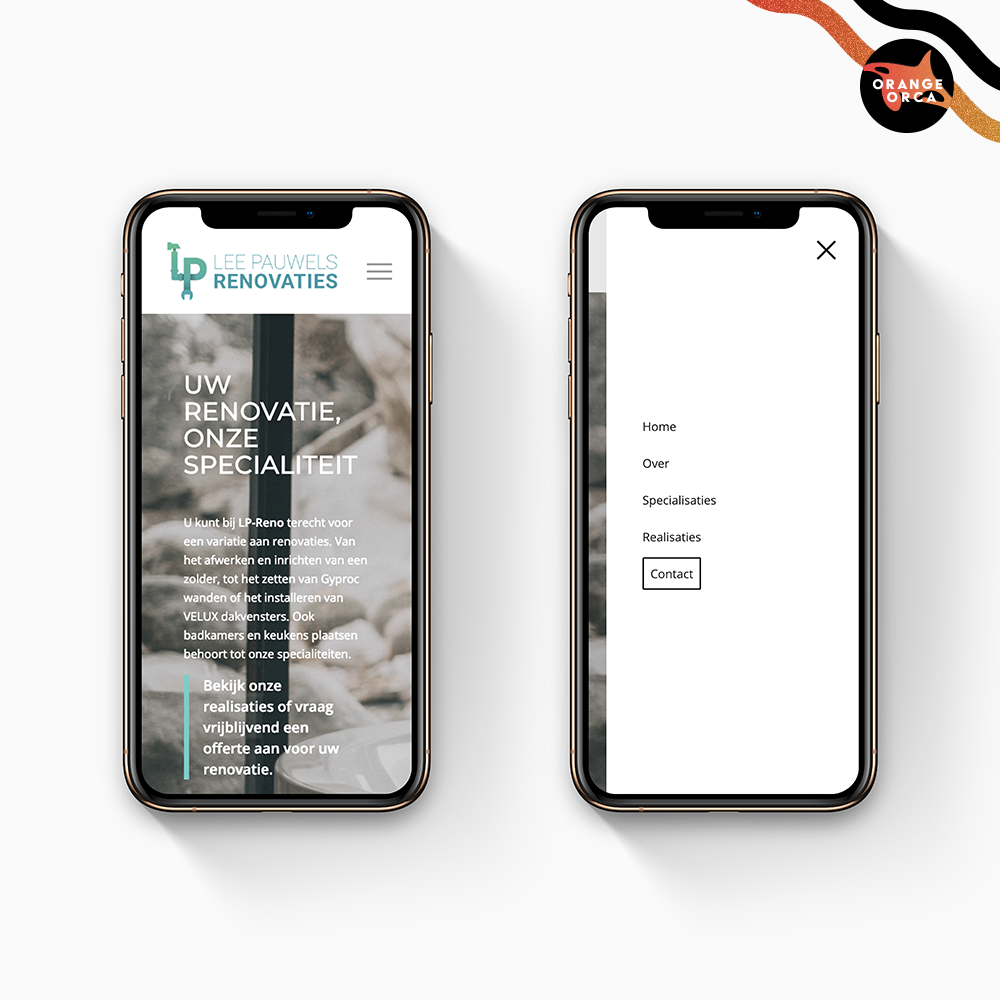 ORANGE
ORCA
LP
LEE PAUWELS
RENOVATIES
UW
RENOVATIE,
ONZE
SPECIALITEIT
U kunt bij LP-Reno terecht voor
een variatie aan renovaties. Van
het afwerken en inrichten van een
zolder, tot het zetten van Gyproc
wanden of het installeren van
VELUX dakvensters. Ook
badkamers en keukens plaatsen
behoort tot onze specialiteiten.
Bekijk onze
realisaties of vraag
vrijblijvend een
offerte aan voor uw
renovatie.
Home
Over
Specialisaties
Realisaties
Contact